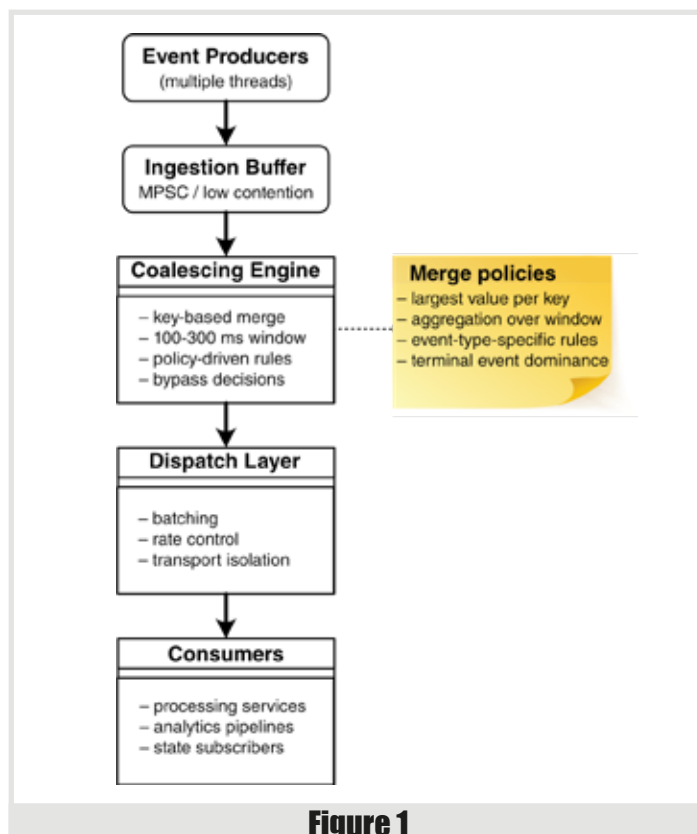 Event Producers
(multiple threads)
Ingestion Buffer
MPSC / low contention
Coalescing Engine
– key-based merge
– 100-300 ms window
– policy-driven rules
– bypass decisions
Merge policies
– largest value per key
– aggregation over window
– event-type-specific rules
– terminal event dominance
Dispatch Layer
– batching
– rate control
– transport isolation
Consumers
– processing services
– analytics pipelines
– state subscribers
Figure 1